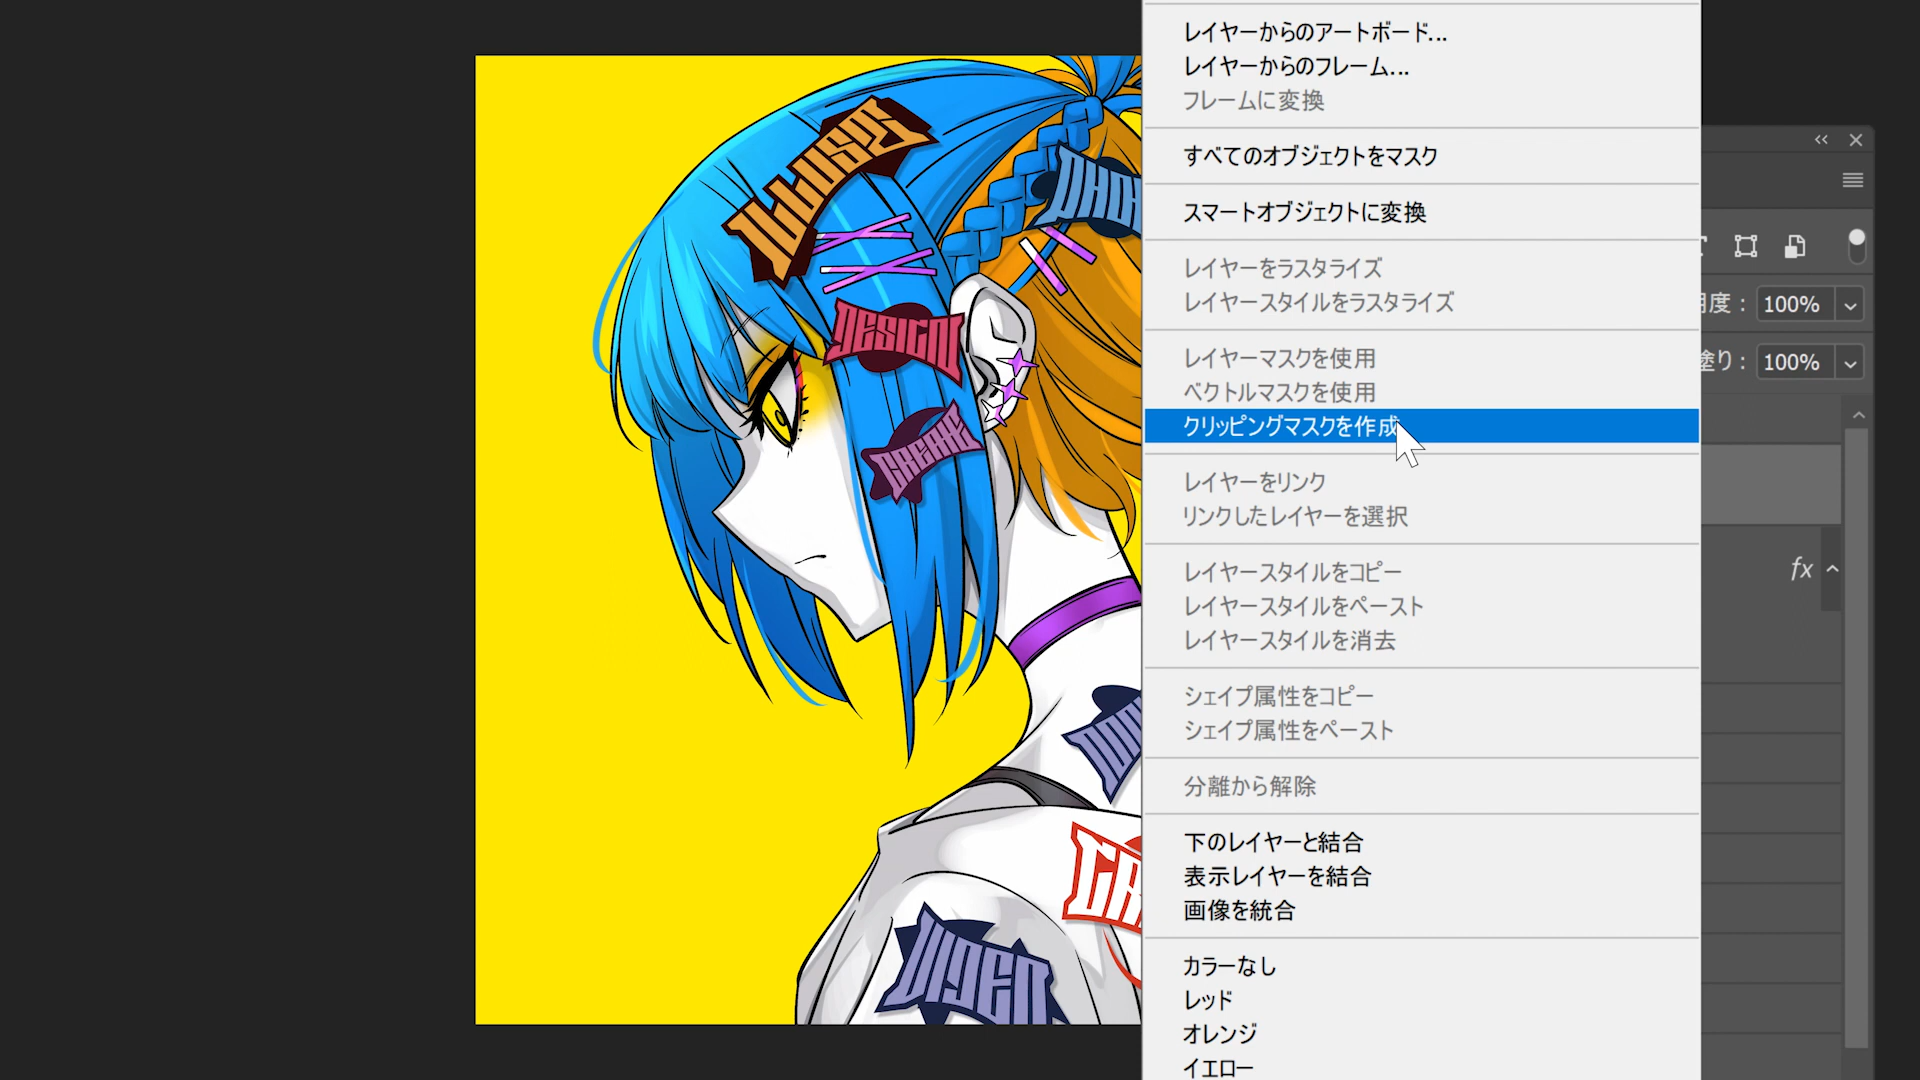 レイヤーからのアートボード...
レイヤーからのフレーム...
フレームに変換
すべてのオブジェクトをマスク
スマートオブジェクトに変換
レイヤーをラスタライズ
レイヤースタイルをラスタライズ
レイヤーマスクを使用
ベクトルマスクを使用
クリッピングマスクを作成
レイヤーをリンク
リンクしたレイヤーを選択
レイヤースタイルをコピー
レイヤースタイルをペースト
レイヤースタイルを消去
シェイプ属性をコピー
シェイプ属性をペースト
分離から解除
下のレイヤーと結合
表示レイヤーを結合
画像を統合
カラーなし
レッド
オレンジ
イエロー
度: 100%
塗り: 100%
fx
DESIGN